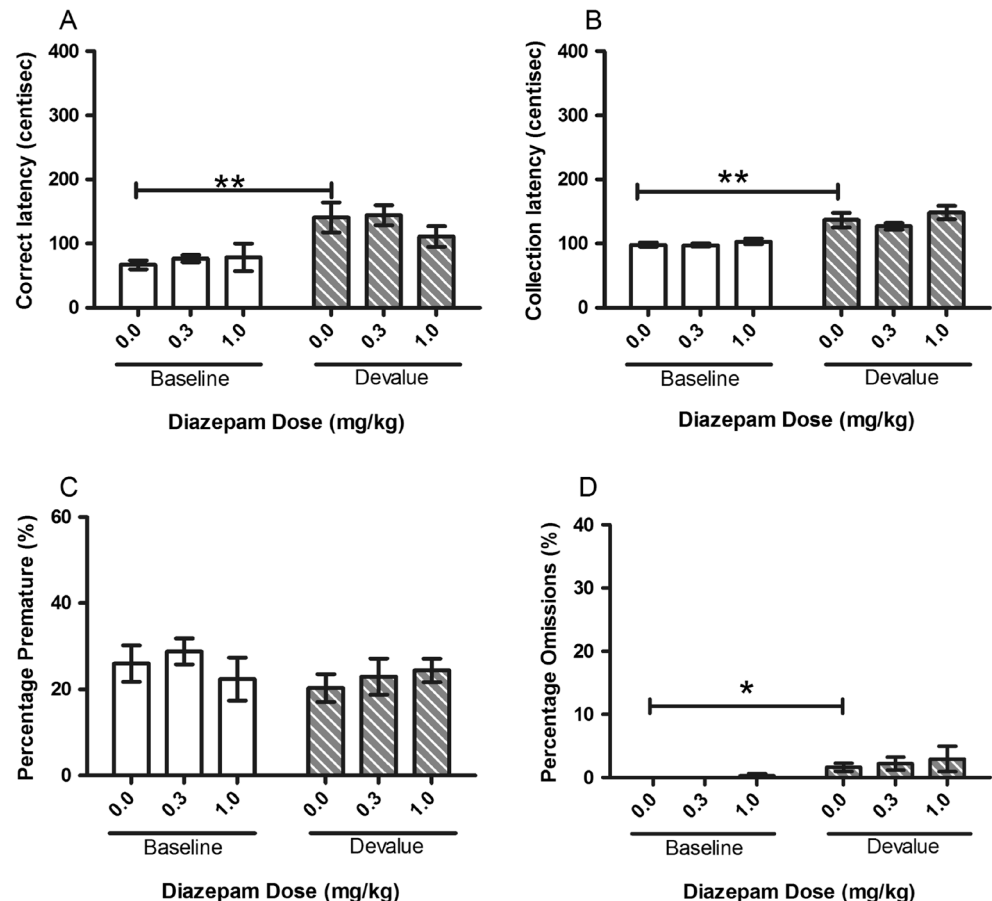 A
Correct latency (centisec)
400
300
200
100
0
**
0.0 0.3 1.0 0.0 0.3 1.0
Baseline Devalue
Diazepam Dose (mg/kg)
B
Collection latency (centisec)
400
300
200
100
0
**
0.0 0.3 1.0 0.0 0.3 1.0
Baseline Devalue
Diazepam Dose (mg/kg)
C
Percentage Premature (%)
60
40
20
0
0.0 0.3 1.0 0.0 0.3 1.0
Baseline Devalue
Diazepam Dose (mg/kg)
D
Percentage Omissions (%)
40
30
20
10
0
*
0.0 0.3 1.0 0.0 0.3 1.0
Baseline Devalue
Diazepam Dose (mg/kg)